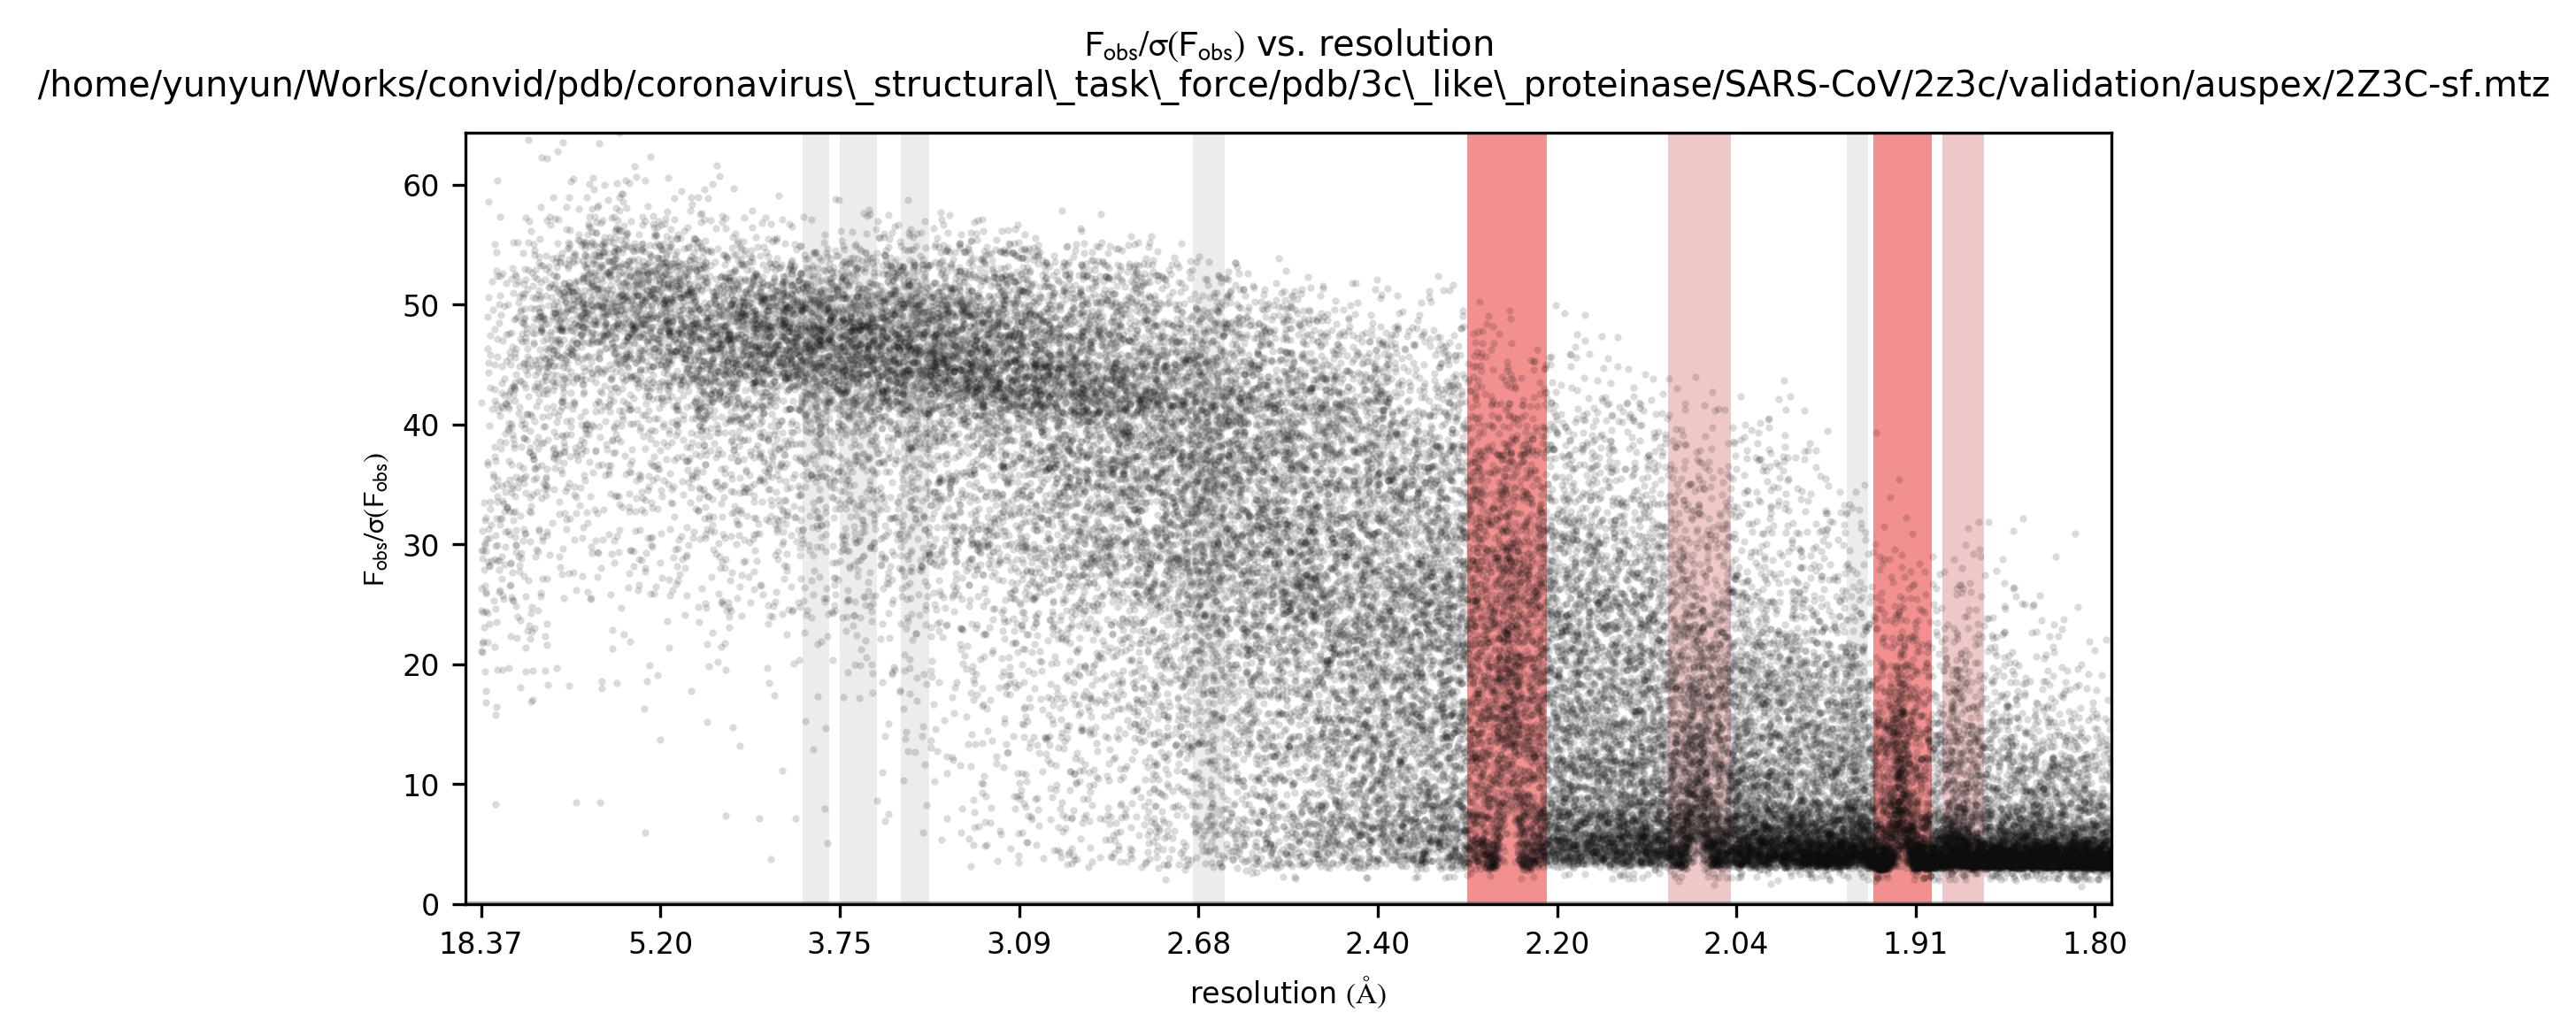 Fobs/σ(Fobs) vs. resolution
/home/yunyun/Works/convid/pdb/coronavirus\_structural\_task\_force/pdb/3c\_like\_proteinase/SARS-CoV/2z3c/validation/auspex/2Z3C-sf.mtz
60
50
40
30
20
10
0
Fobs/σ(Fobs)
18.37 5.20 3.75 3.09 2.68 2.40 2.20 2.04 1.91 1.80
resolution (Å)